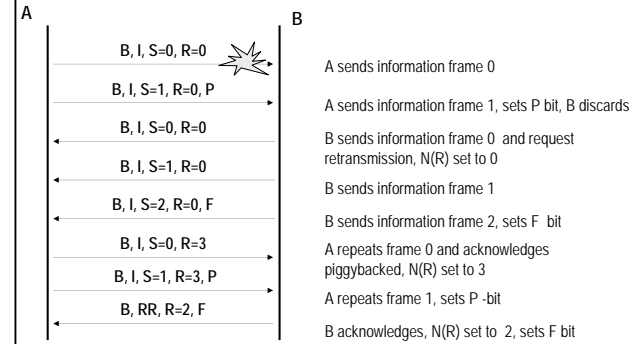 A
B
B, I, S=0, R=0
A sends information frame 0
B, I, S=1, R=0, P
A sends information frame 1, sets P bit, B discards
B, I, S=0, R=0
B sends information frame 0 and request
retransmission, N(R) set to 0
B, I, S=1, R=0
B sends information frame 1
B, I, S=2, R=0, F
B sends information frame 2, sets F bit
B, I, S=0, R=3
A repeats frame 0 and acknowledges
piggybacked, N(R) set to 3
B, I, S=1, R=3, P
A repeats frame 1, sets P -bit
B, RR, R=2, F
B acknowledges, N(R) set to 2, sets F bit